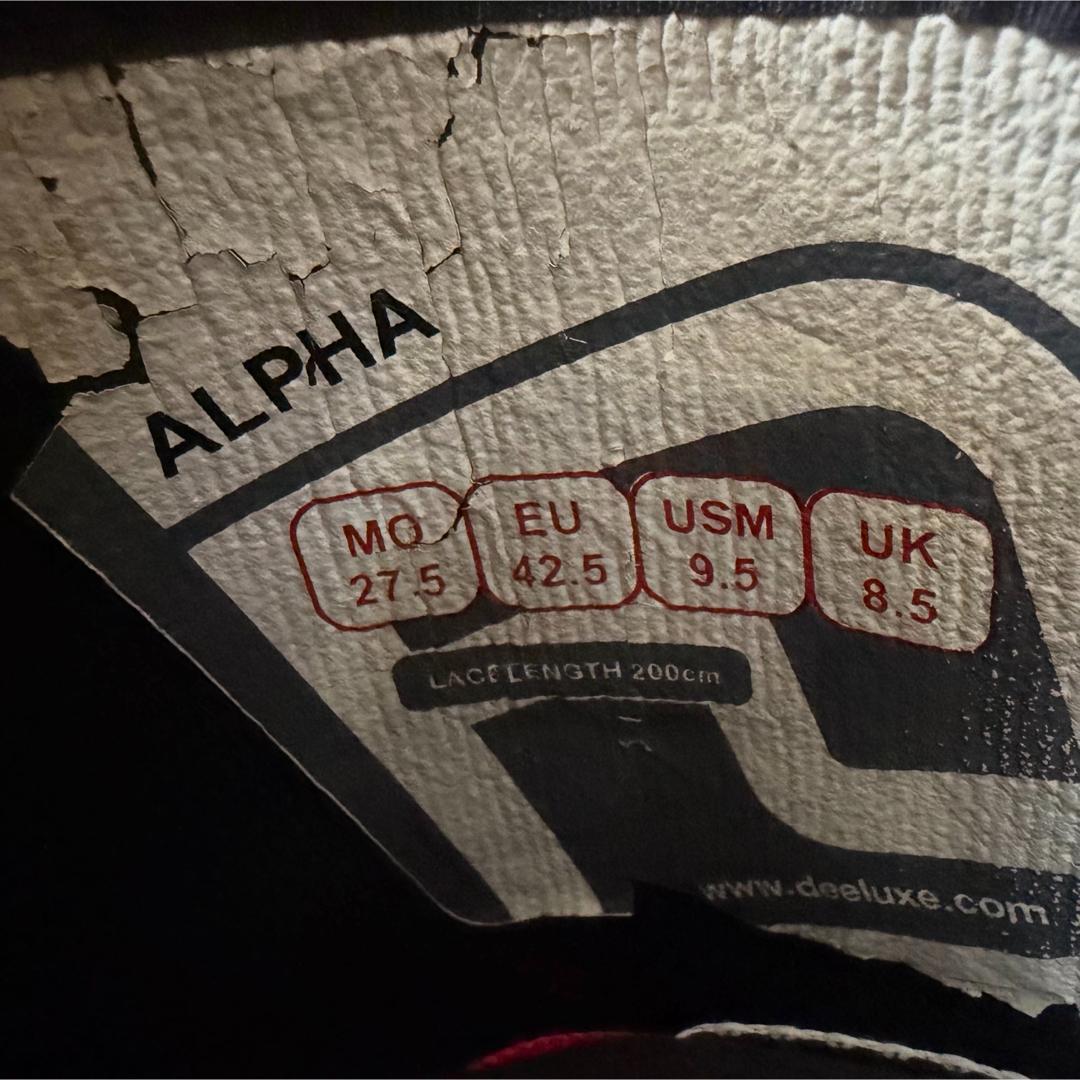 ALPHA
MO EU USM UK
27.5 42.5 9.5 8.5
LACE LENGTH 200cm
www.deeluxe.com